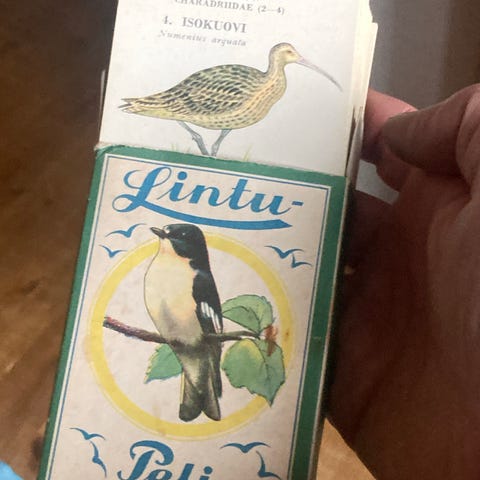 CHARADRIIDAE (2—4)
4. ISOKUOVI
Numenius arquata
Lintu-
Peli